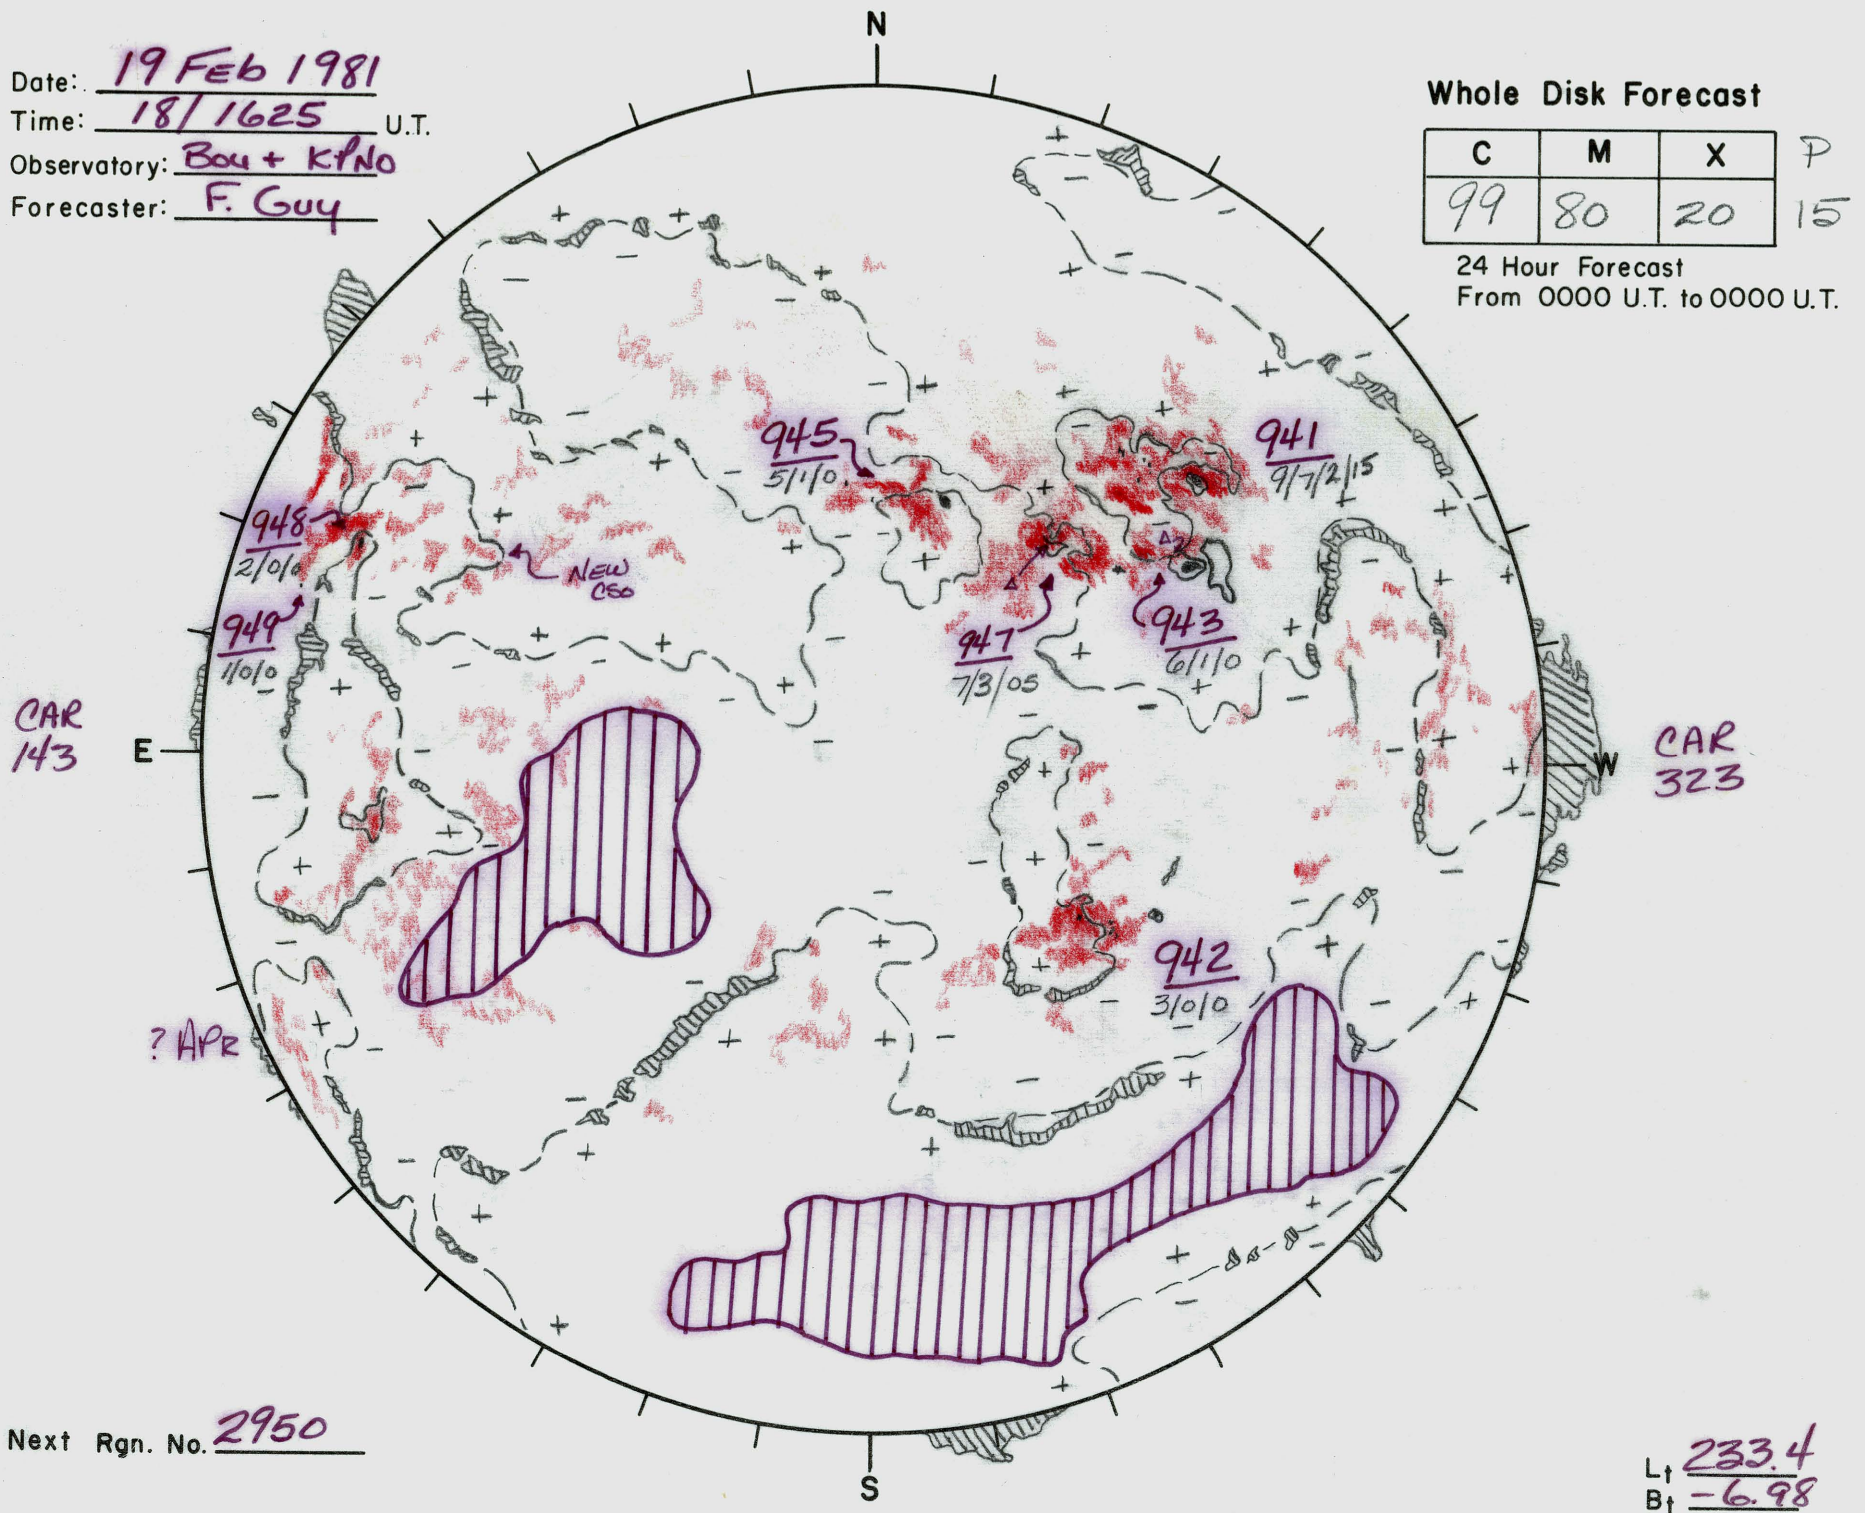 N
Date: 19 Feb 1981
Time: 18/1625 U.T.
Observatory: Bou + KPNO
Forecaster: F. Guy
Whole Disk Forecast
C M X P
99 80 20 15
24 Hour Forecast
From 0000 U.T. to 0000 U.T.
945
5/1/0
941
9/7/2/15
948
2/0/0
NEW
CSO
949
1/0/0
947
7/3/05
943
6/1/0
CAR
143
E
W
CAR
323
942
3/0/0
? APR
Next Rgn. No. 2950
S
Lt 233.4
Bt -6.98